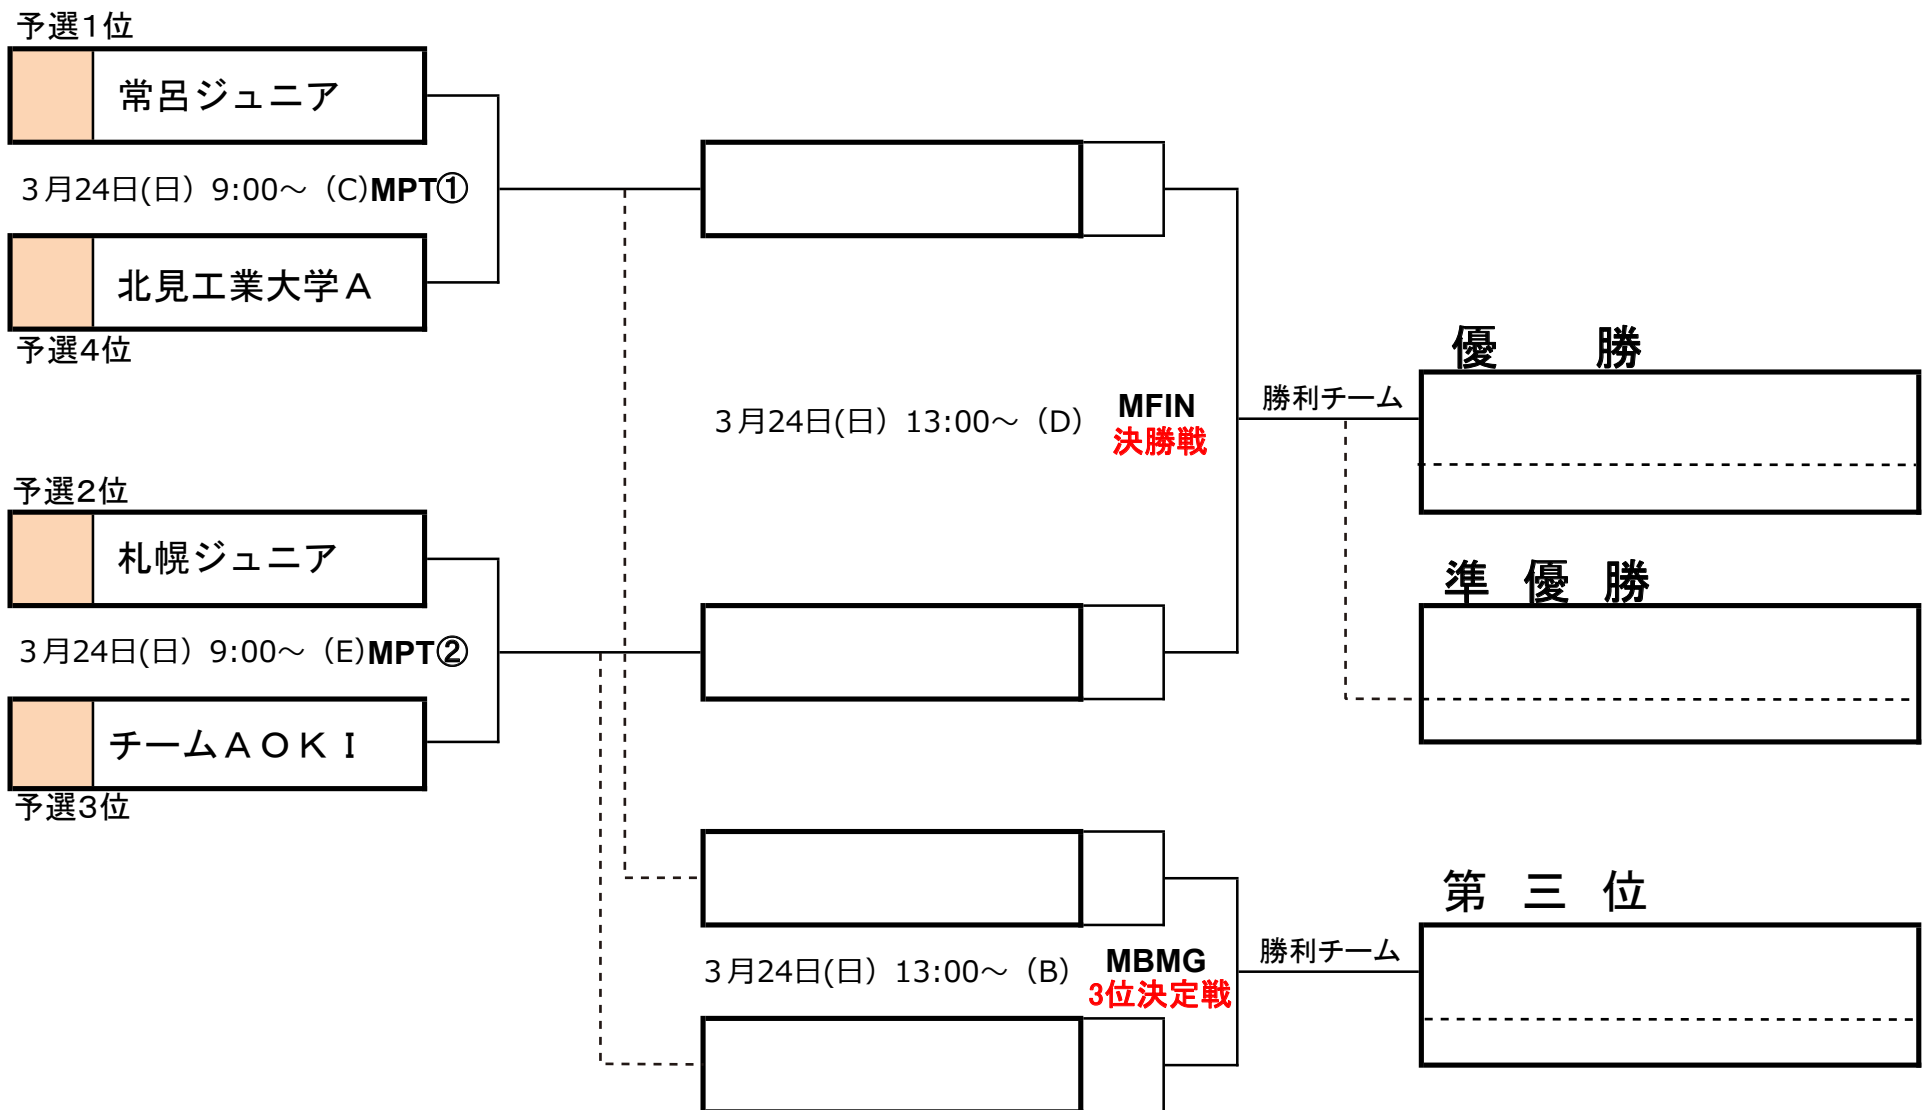 予選１位
常呂ジュニア
３月24日(日）9:00～（C)MPT①
北見工業大学Ａ
予選4位
予選2位
札幌ジュニア
３月24日(日）9:00～（E)MPT②
チームＡＯＫＩ
予選3位
３月24日(日）13:00～（D） MFIN
決勝戦
勝利チーム
優 勝
準 優 勝
３月24日(日）13:00～（B） MBMG
3位決定戦
勝利チーム
第 三 位